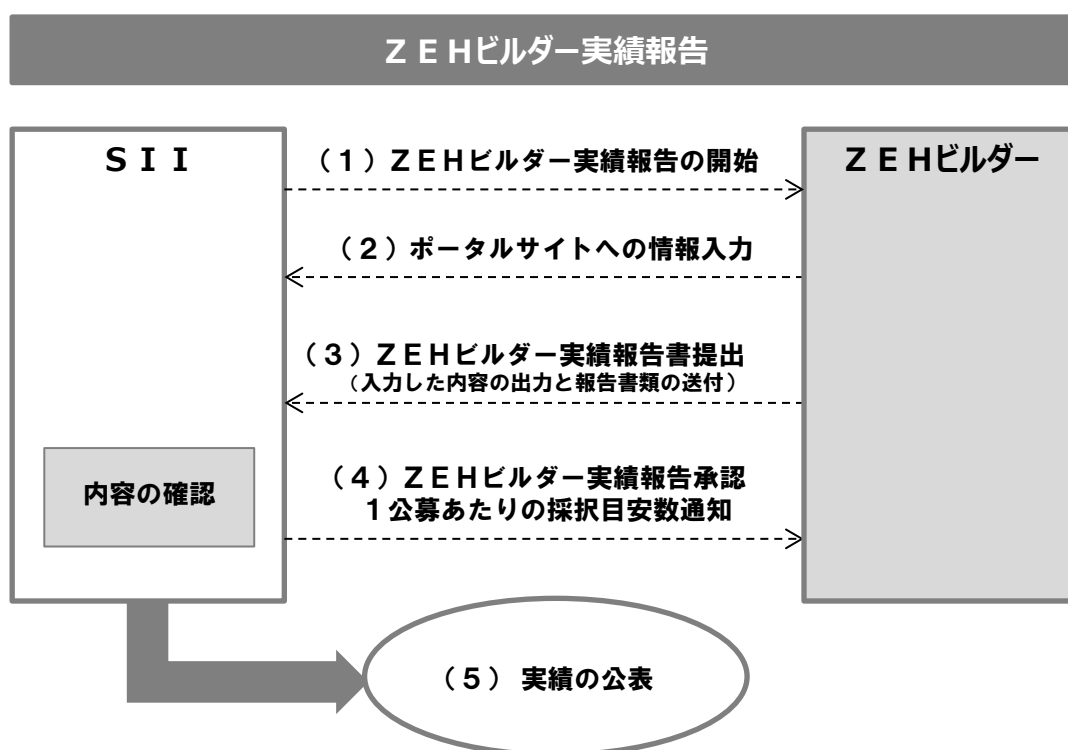 ＺＥＨビルダー実績報告
ＳＩＩ
ＺＥＨビルダー
（１）ＺＥＨビルダー実績報告の開始
（２）ポータルサイトへの情報入力
（３）ＺＥＨビルダー実績報告書提出
（入力した内容の出力と報告書類の送付）
内容の確認
（４）ＺＥＨビルダー実績報告承認
１公募あたりの採択目安数通知
（５） 実績の公表